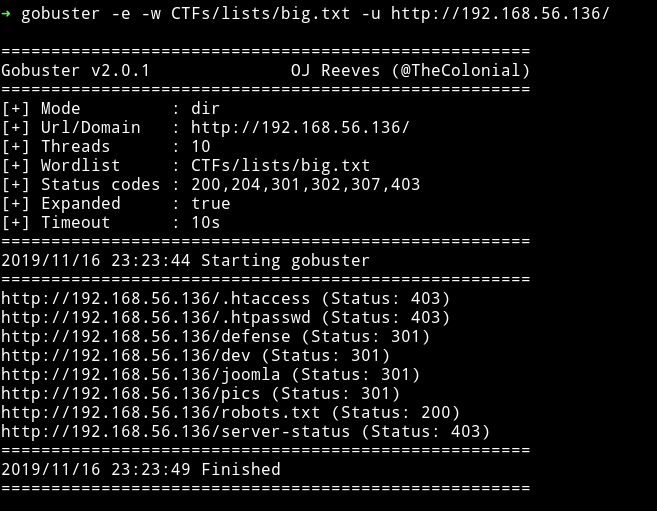 → gobuster -e -w CTFs/lists/big.txt -u http://192.168.56.136/
=====================================================
Gobuster v2.0.1              OJ Reeves (@TheColonial)
=====================================================
[+] Mode         : dir
[+] Url/Domain   : http://192.168.56.136/
[+] Threads      : 10
[+] Wordlist     : CTFs/lists/big.txt
[+] Status codes : 200,204,301,302,307,403
[+] Expanded     : true
[+] Timeout      : 10s
=====================================================
2019/11/16 23:23:44 Starting gobuster
=====================================================
http://192.168.56.136/.htaccess (Status: 403)
http://192.168.56.136/.htpasswd (Status: 403)
http://192.168.56.136/defense (Status: 301)
http://192.168.56.136/dev (Status: 301)
http://192.168.56.136/joomla (Status: 301)
http://192.168.56.136/pics (Status: 301)
http://192.168.56.136/robots.txt (Status: 200)
http://192.168.56.136/server-status (Status: 403)
=====================================================
2019/11/16 23:23:49 Finished
=====================================================